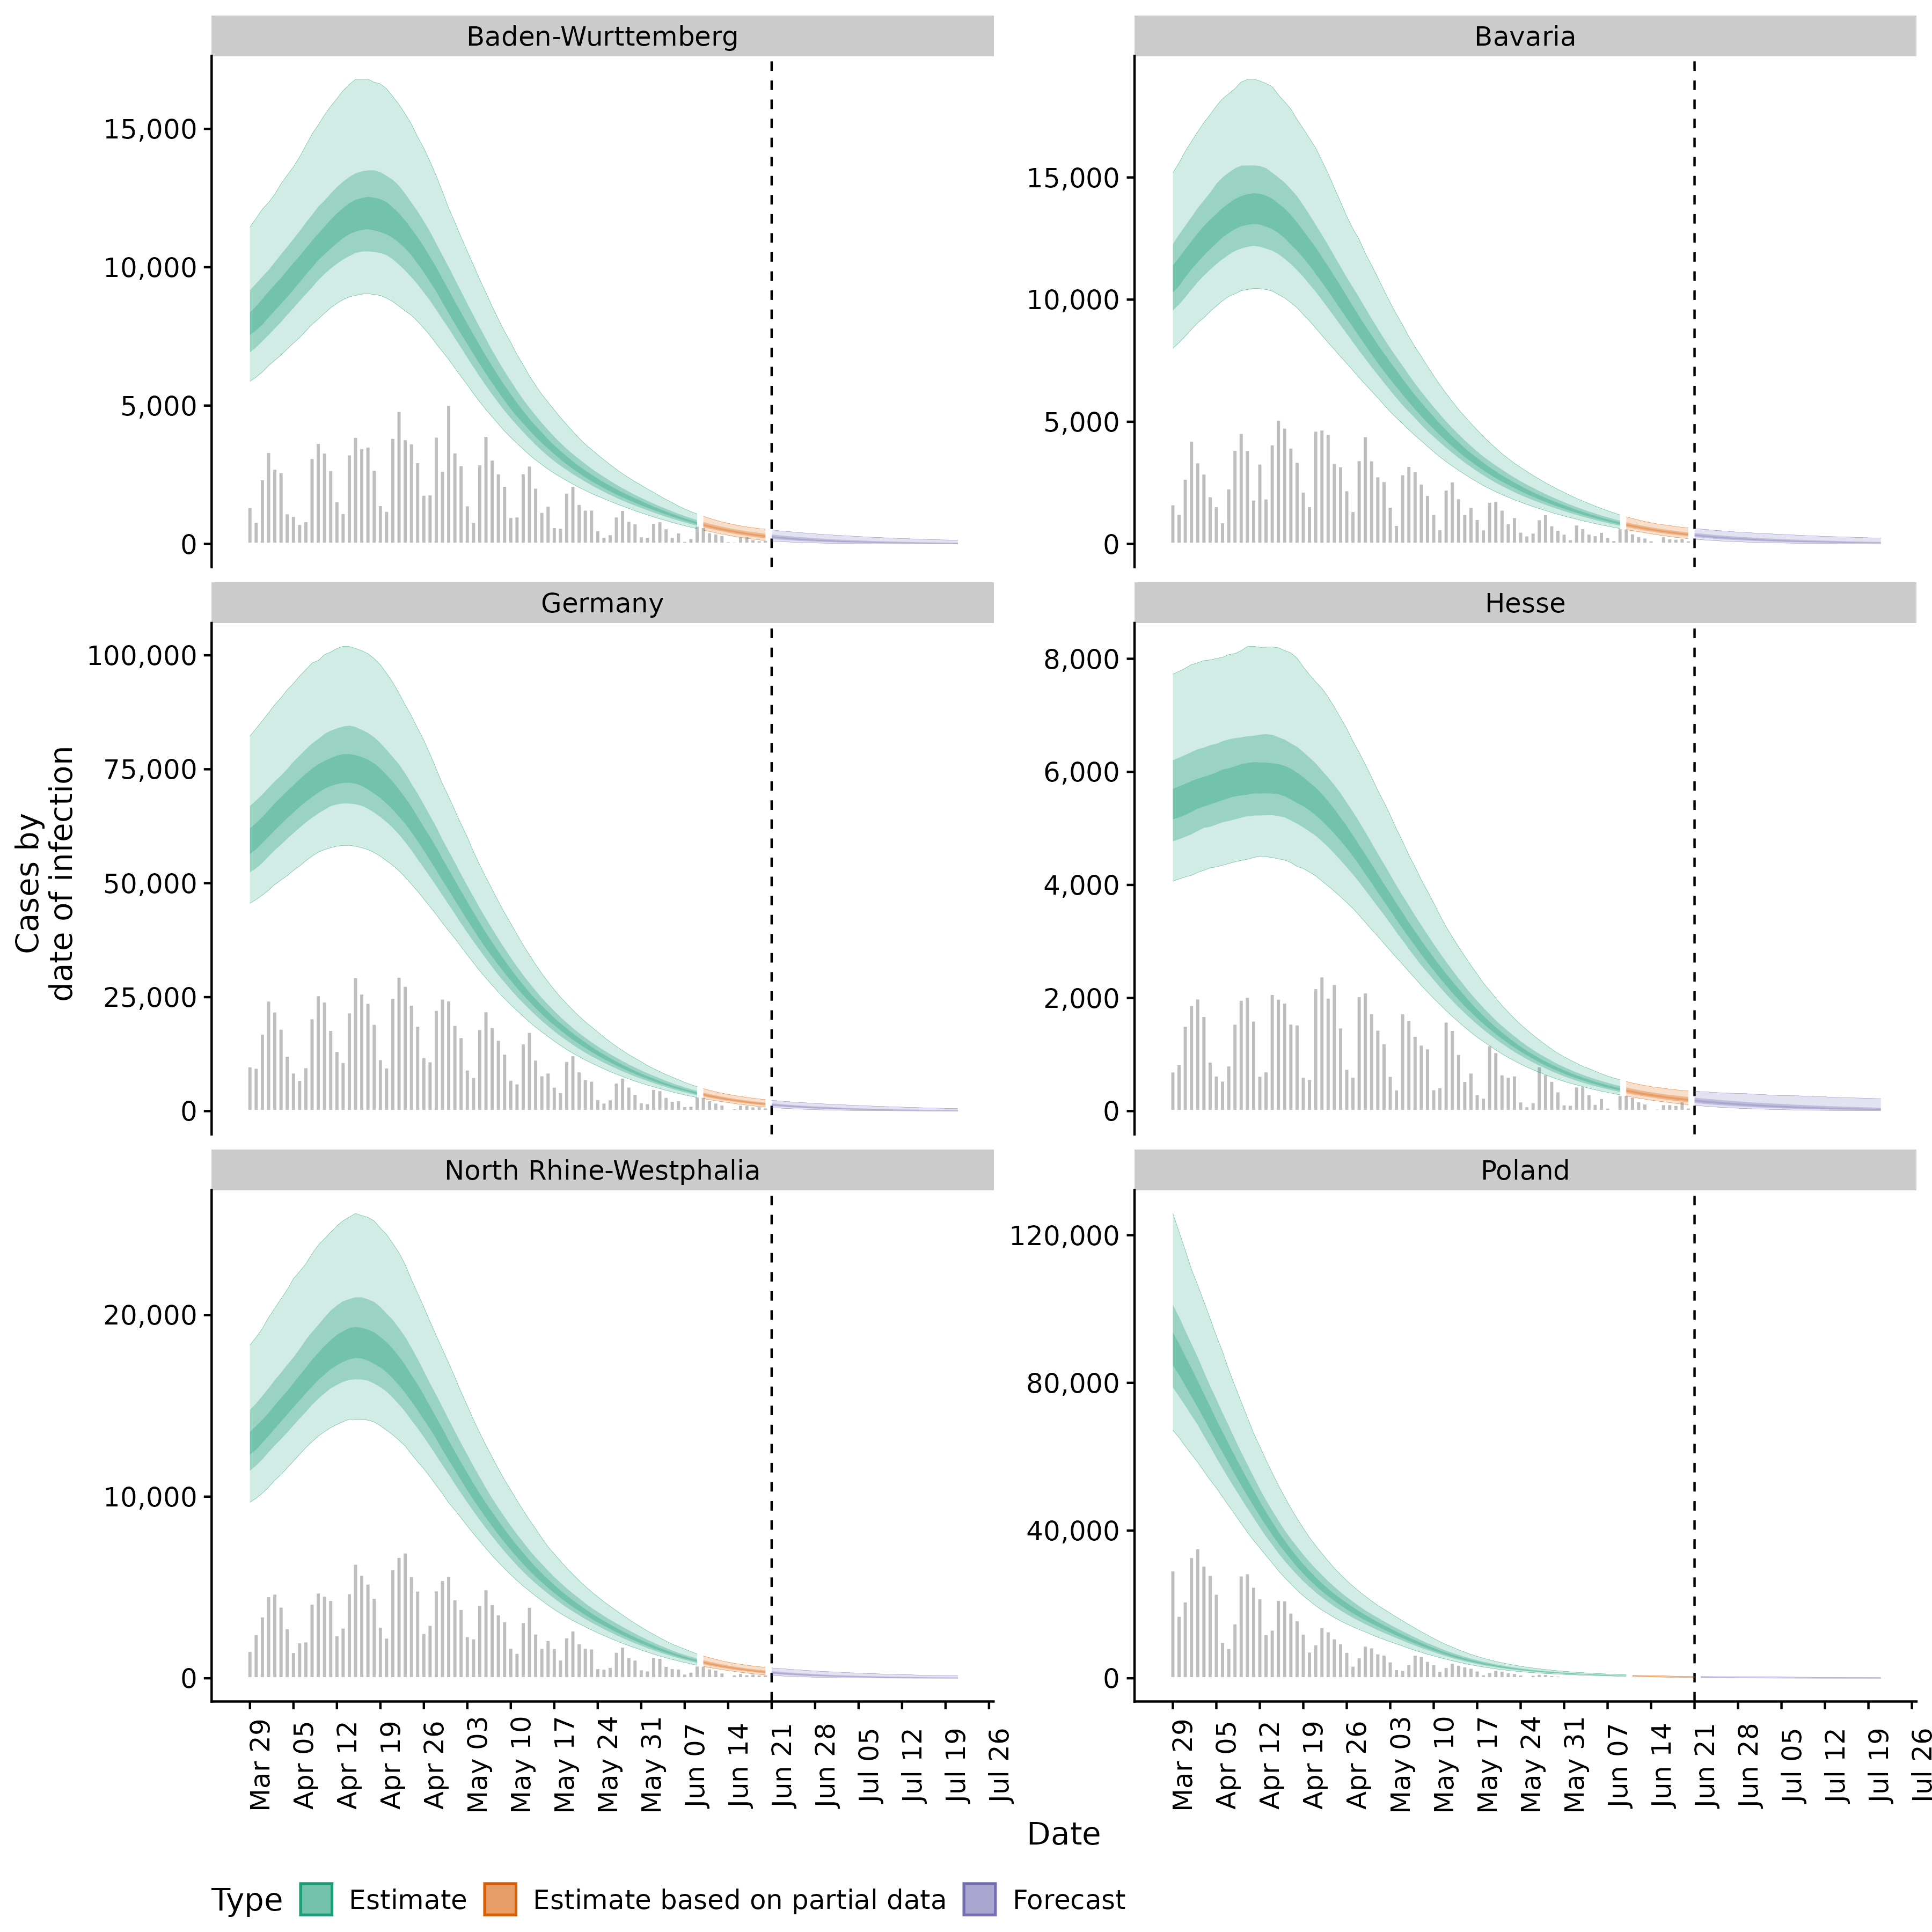 Baden-Wurttemberg
Bavaria
15,000
10,000
5,000
0
15,000
10,000
5,000
0
Germany
Hesse
100,000
75,000
50,000
25,000
0
8,000
6,000
4,000
2,000
0
Cases by
date of infection
North Rhine-Westphalia
Poland
20,000
10,000
0
120,000
80,000
40,000
0
Mar 29
Apr 05
Apr 12
Apr 19
Apr 26
May 03
May 10
May 17
May 24
May 31
Jun 07
Jun 14
Jun 21
Jun 28
Jul 05
Jul 12
Jul 19
Jul 26
Mar 29
Apr 05
Apr 12
Apr 19
Apr 26
May 03
May 10
May 17
May 24
May 31
Jun 07
Jun 14
Jun 21
Jun 28
Jul 05
Jul 12
Jul 19
Jul 26
Date
Type Estimate Estimate based on partial data Forecast